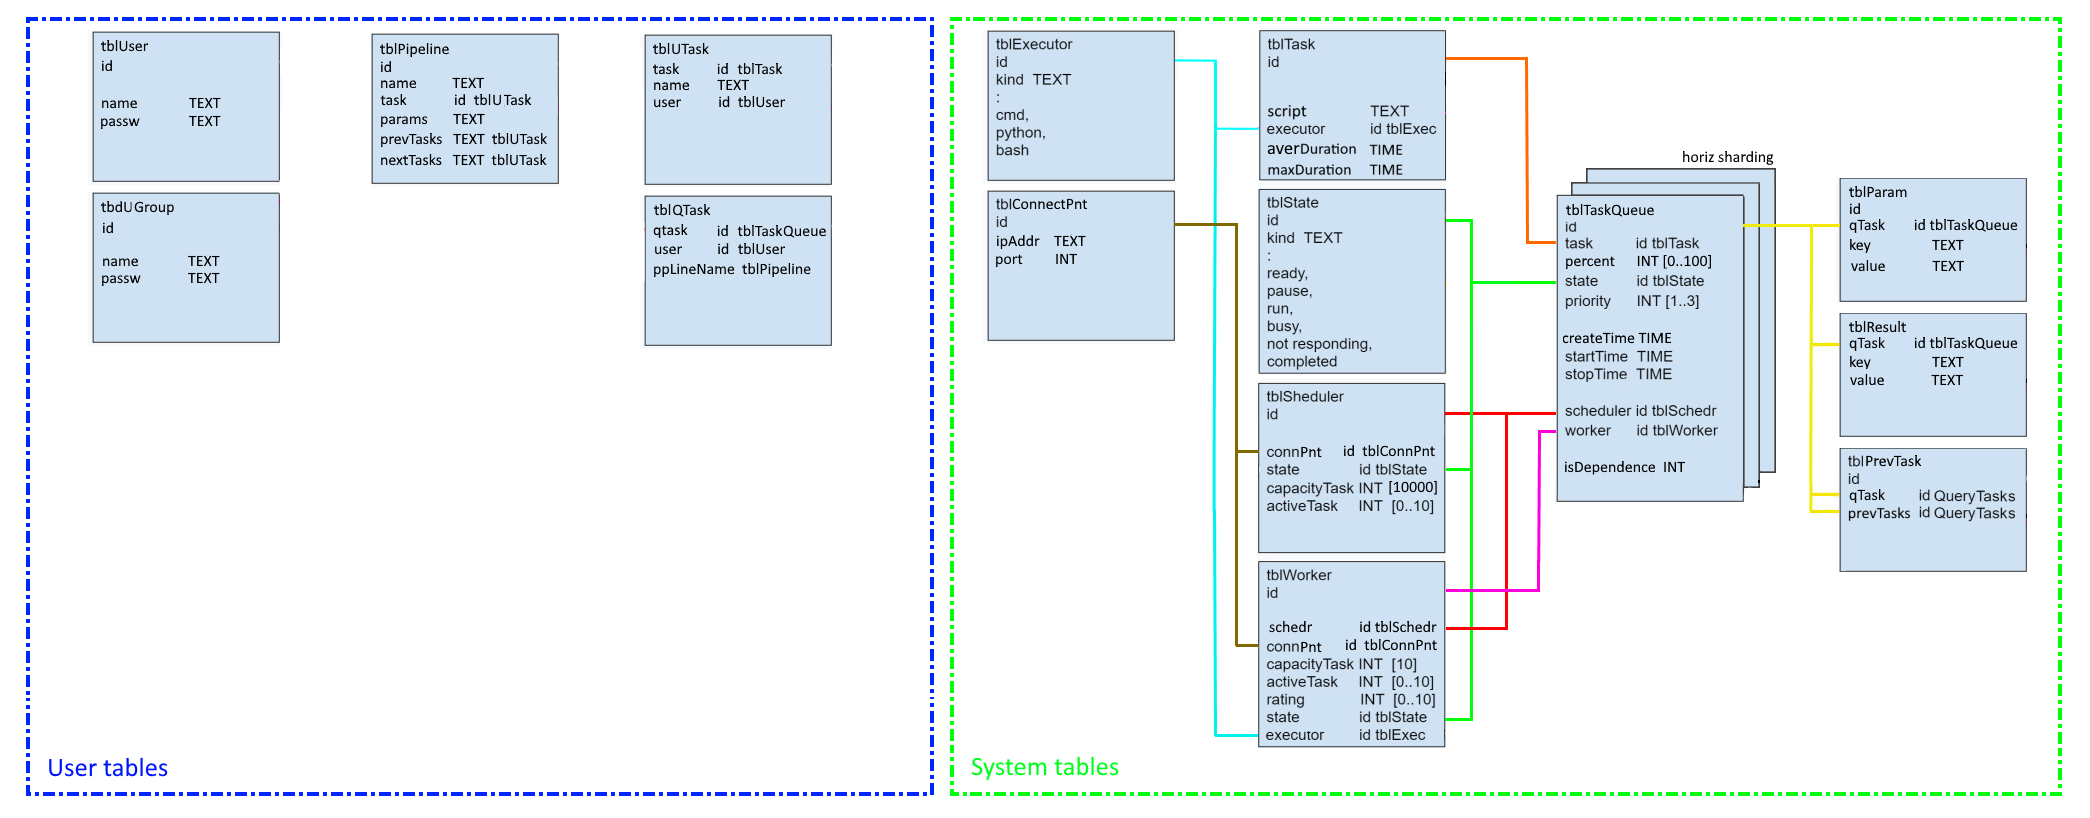 tblUser
id
name TEXT
passw TEXT
tbdUGroup
id
name TEXT
passw TEXT
tblPipeline
id
name TEXT
task id tblUTask
params TEXT
prevTasks TEXT tblUTask
nextTasks TEXT tblUTask
tblUTask
task id tblTask
name TEXT
user id tblUser
tblQTask
qtask id tblTaskQueue
user id tblUser
ppLineName tblPipeline
User tables
tblExecutor
id
kind TEXT
:
cmd,
python,
bash
tblConnectPnt
id
ipAddr TEXT
port INT
tblTask
id
script TEXT
executor id tblExec
averDuration TIME
maxDuration TIME
tblState
id
kind TEXT
:
ready,
pause,
run,
busy,
not responding,
completed
tblSheduler
id
connPnt id tblConnPnt
state id tblState
capacityTask INT [10000]
activeTask INT [0..10]
tblWorker
id
schedr id tblSchedr
connPnt id tblConnPnt
capacityTask INT [10]
activeTask INT [0..10]
rating INT [0..10]
state id tblState
executor id tblExec
horiz sharding
tblTaskQueue
id
task id tblTask
percent INT [0..100]
state id tblState
priority INT [1..3]
createTime TIME
startTime TIME
stopTime TIME
scheduler id tblSchedr
worker id tblWorker
isDependence INT
tblParam
id
qTask id tblTaskQueue
key TEXT
value TEXT
tblResult
qTask id tblTaskQueue
key TEXT
value TEXT
tblPrevTask
id
qTask id QueryTasks
prevTasks id QueryTasks
System tables